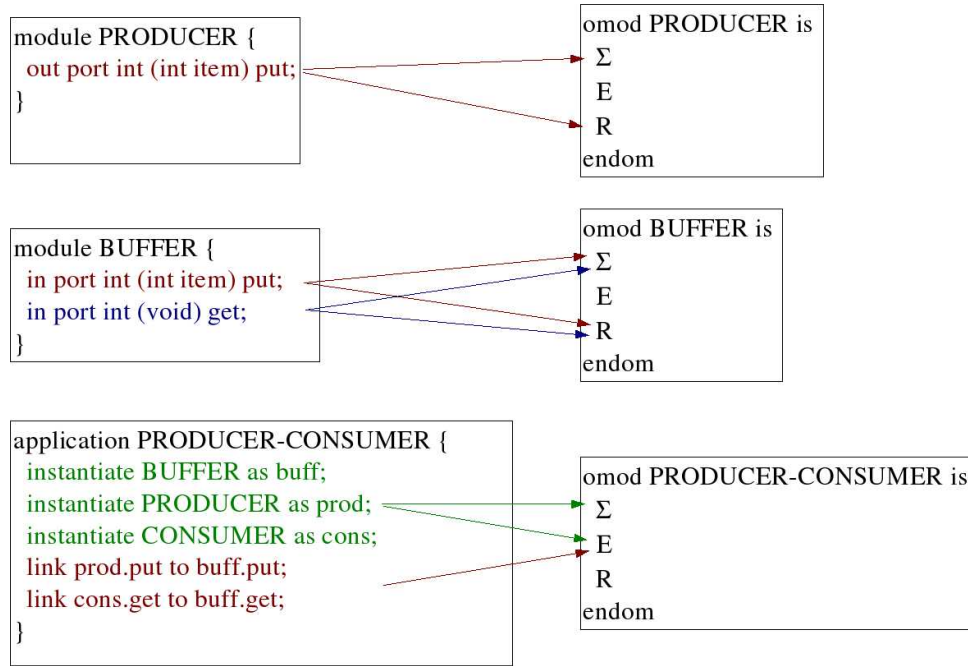 module PRODUCER {
out port int (int item) put;
}
omod PRODUCER is
Σ
E
R
endom
module BUFFER {
in port int (int item) put;
in port int (void) get;
}
omod BUFFER is
Σ
E
R
endom
application PRODUCER-CONSUMER {
instantiate BUFFER as buff;
instantiate PRODUCER as prod;
instantiate CONSUMER as cons;
link prod.put to buff.put;
link cons.get to buff.get;
}
omod PRODUCER-CONSUMER is
Σ
E
R
endom